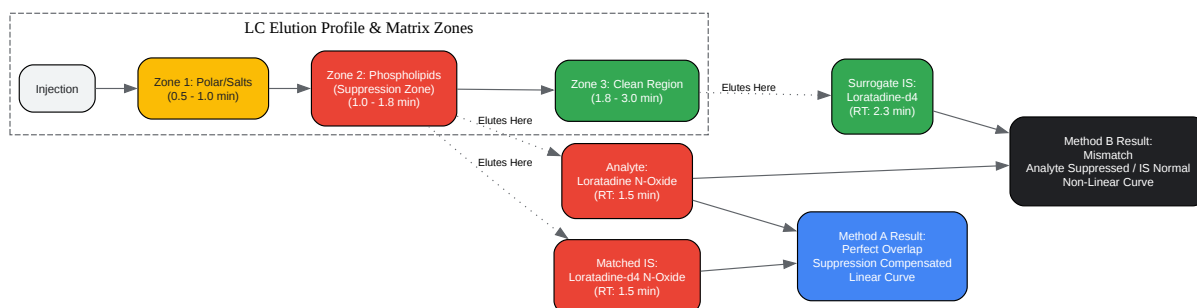 LC Elution Profile & Matrix Zones
Injection
Zone 1: Polar/Salts
(0.5 - 1.0 min)
Zone 2: Phospholipids
(Suppression Zone)
(1.0 - 1.8 min)
Zone 3: Clean Region
(1.8 - 3.0 min)
Elutes Here
Surrogate IS:
Loratadine-d4
(RT: 2.3 min)
Elutes Here
Elutes Here
Analyte:
Loratadine N-Oxide
(RT: 1.5 min)
Matched IS:
Loratadine-d4 N-Oxide
(RT: 1.5 min)
Method B Result:
Mismatch
Analyte Suppressed / IS Normal
Non-Linear Curve
Method A Result:
Perfect Overlap
Suppression Compensated
Linear Curve